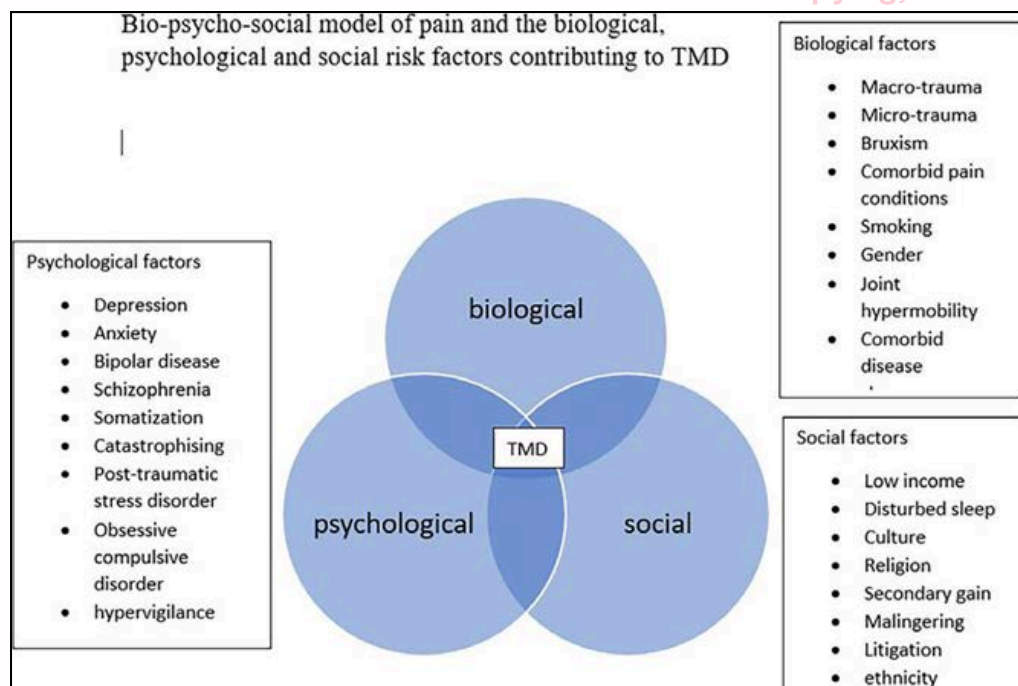 Bio-psycho-social model of pain and the biological,
psychological and social risk factors contributing to TMD
Biological factors
• Macro-trauma
• Micro-trauma
• Bruxism
• Comorbid pain
conditions
• Smoking
• Gender
• Joint
hypermobility
• Comorbid
disease
Psychological factors
• Depression
• Anxiety
• Bipolar disease
• Schizophrenia
• Somatization
• Catastrophising
• Post-traumatic
stress disorder
• Obsessive
compulsive
disorder
• hypervigilance
biological
TMD
psychological
social
Social factors
• Low income
• Disturbed sleep
• Culture
• Religion
• Secondary gain
• Malingering
• Litigation
• ethnicity